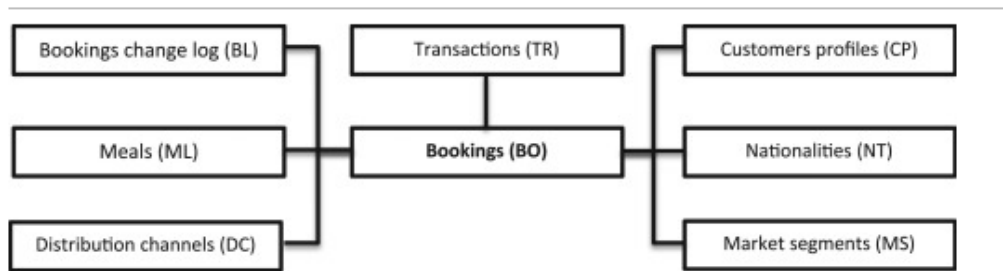 Bookings change log (BL)
Transactions (TR)
Customers profiles (CP)
Meals (ML)
Bookings (BO)
Nationalities (NT)
Distribution channels (DC)
Market segments (MS)